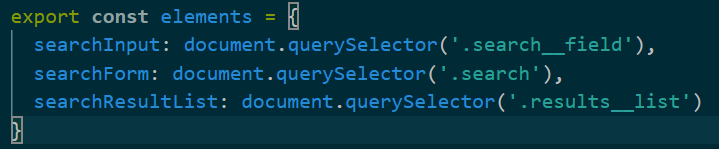 export const elements = {
searchInput: document.querySelector('.search__field'),
searchForm: document.querySelector('.search'),
searchResultList: document.querySelector('.results__list')
}